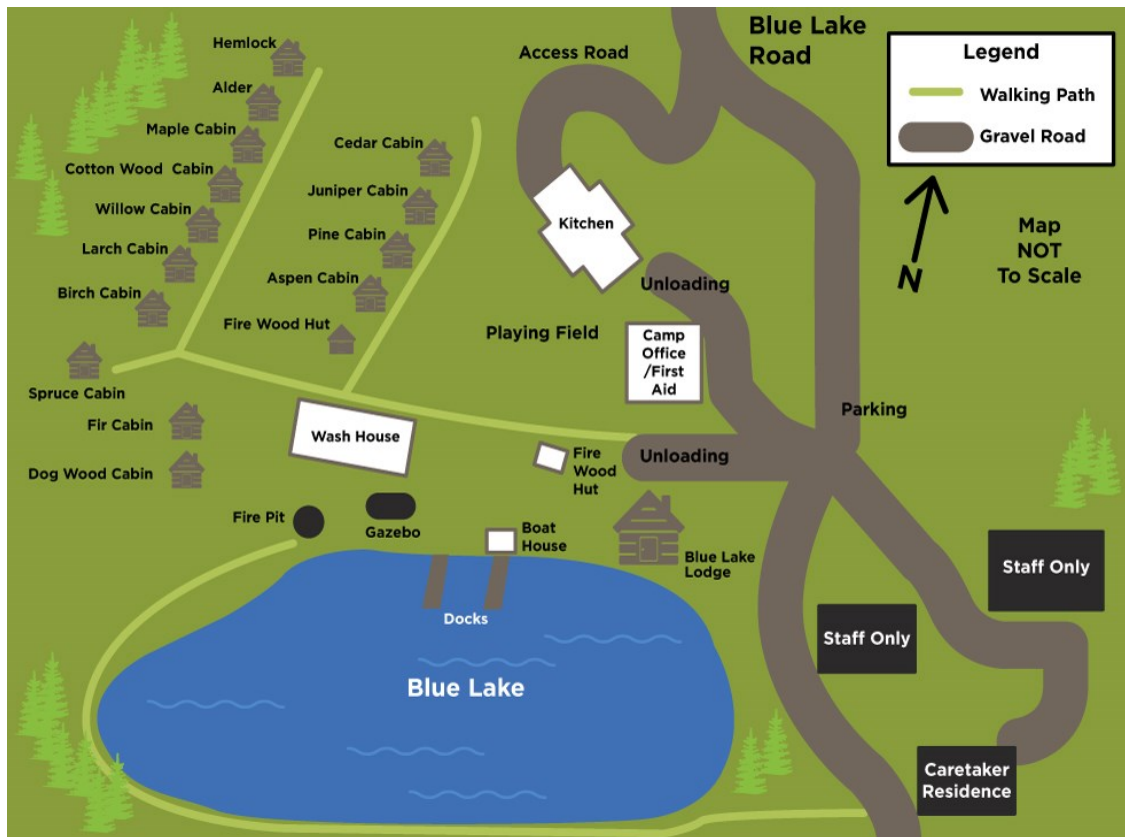 Blue Lake
Road
Access Road
Legend
Walking Path
Gravel Road
N
Map
NOT
To Scale
Hemlock
Alder
Maple Cabin
Cotton Wood Cabin
Willow Cabin
Larch Cabin
Birch Cabin
Cedar Cabin
Juniper Cabin
Pine Cabin
Aspen Cabin
Fire Wood Hut
Kitchen
Unloading
Playing Field
Camp
Office
/First
Aid
Parking
Spruce Cabin
Fir Cabin
Dog Wood Cabin
Wash House
Fire
Wood
Hut
Unloading
Fire Pit
Gazebo
Boat
House
Blue Lake
Lodge
Docks
Blue Lake
Staff Only
Staff Only
Caretaker
Residence